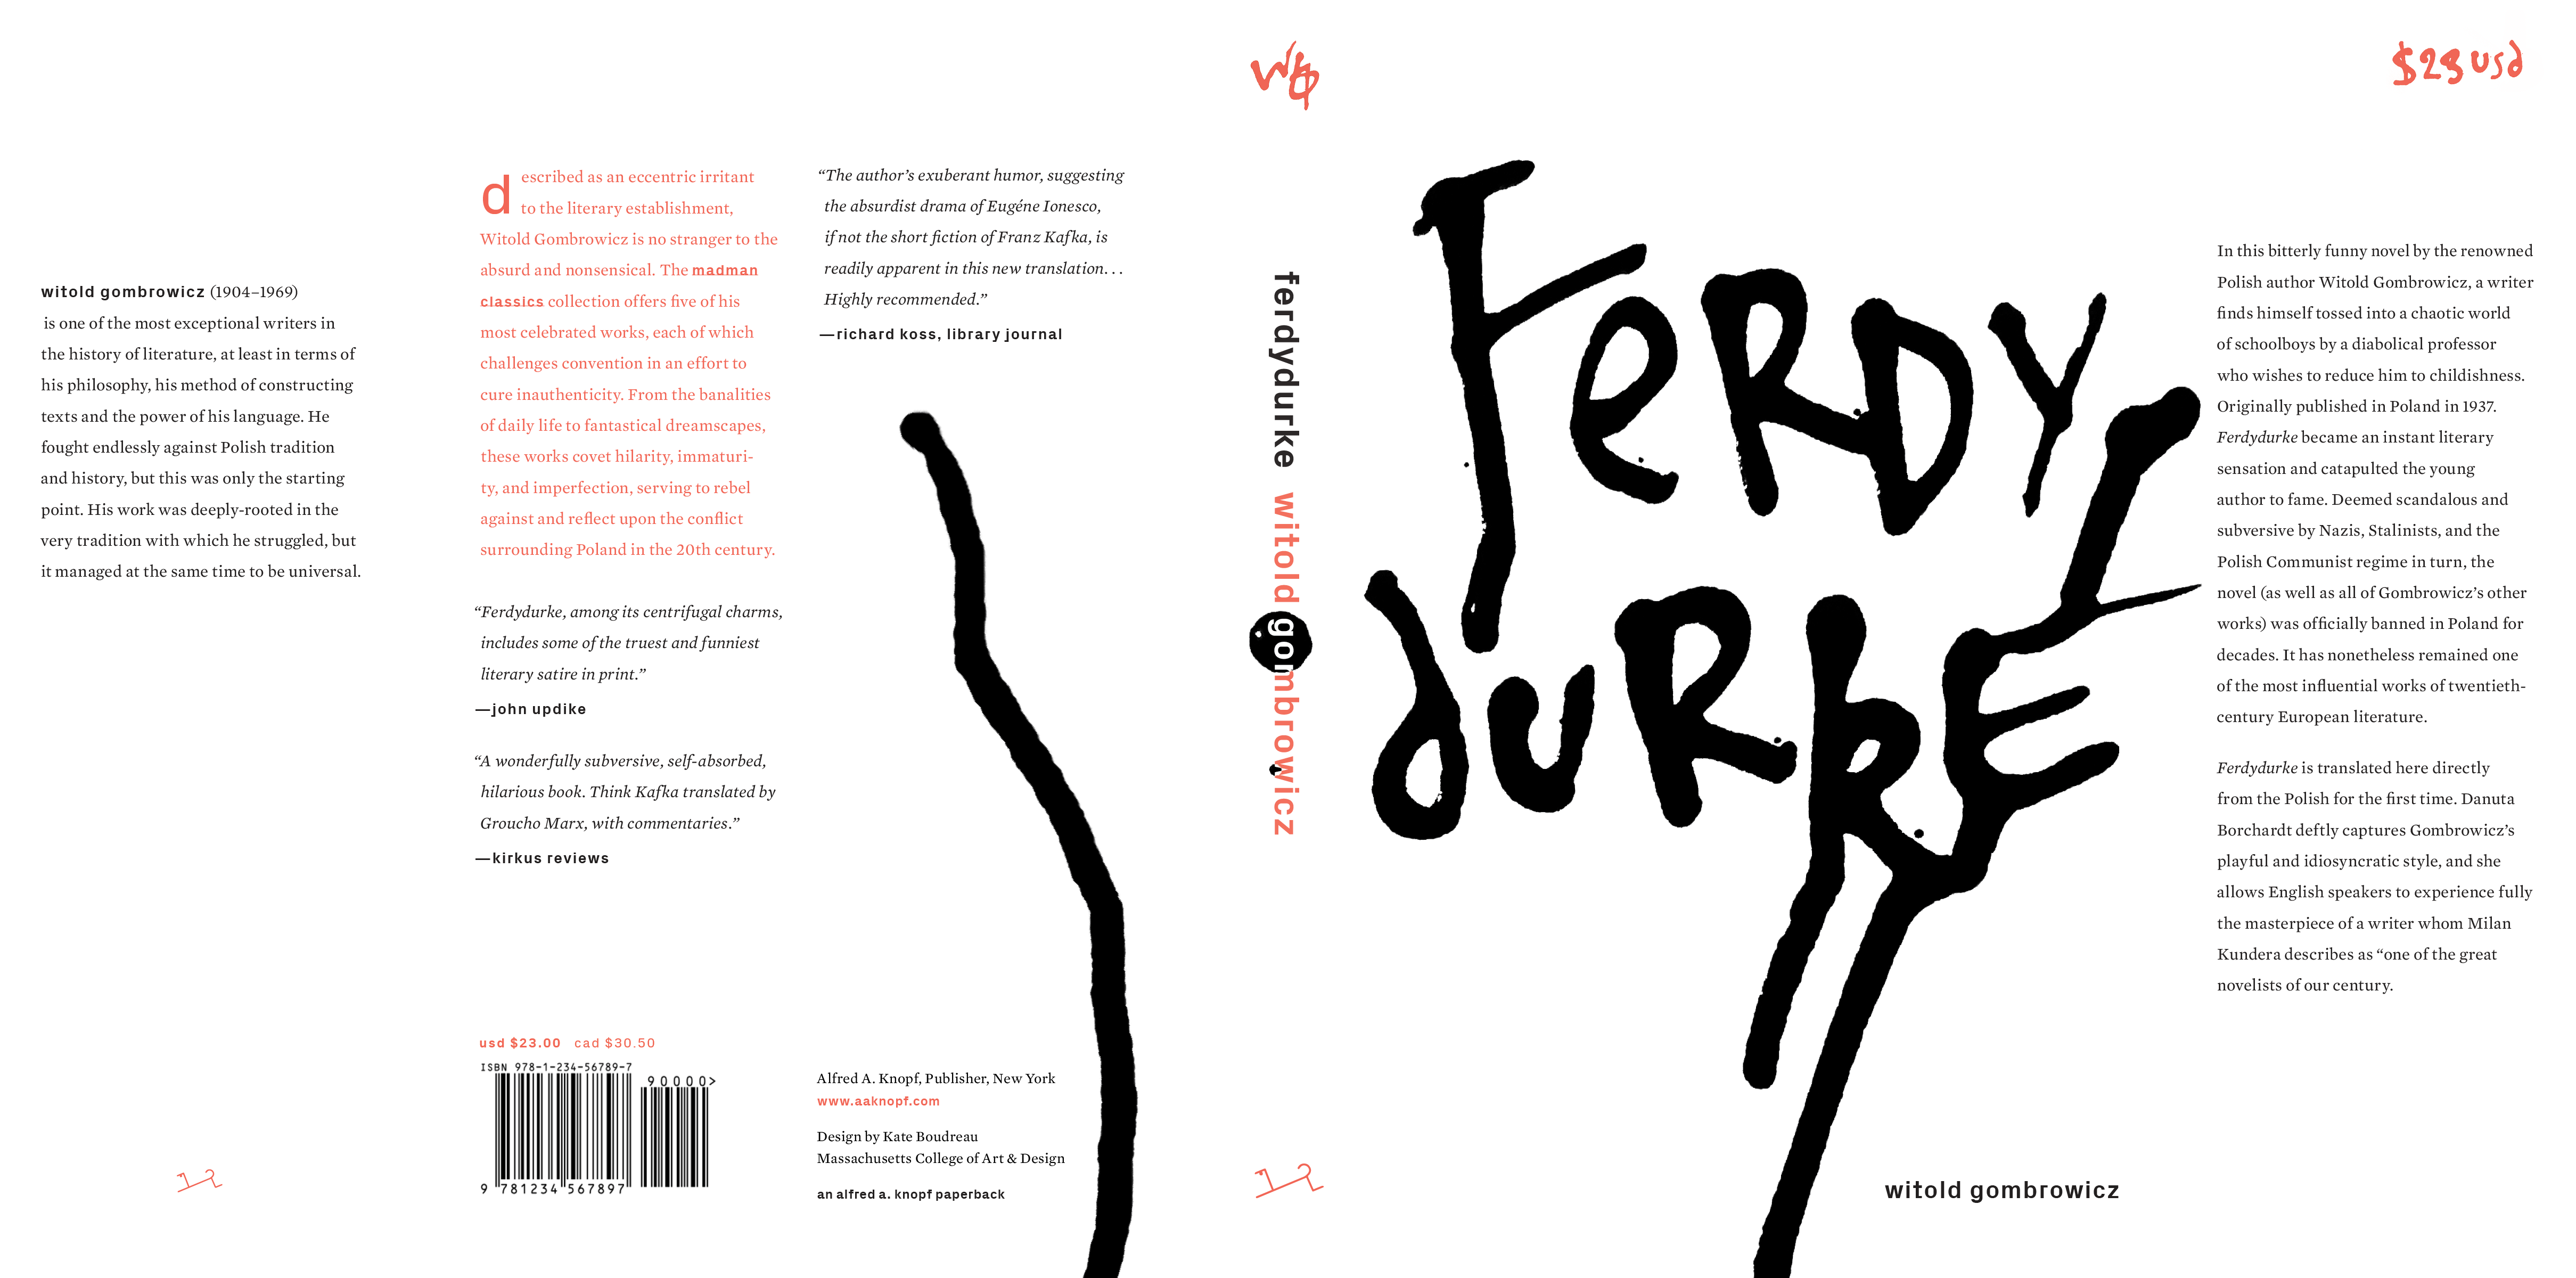 witold gombrowicz (1904–1969)
is one of the most exceptional writers in
the history of literature, at least in terms of
his philosophy, his method of constructing
texts and the power of his language. He
fought endlessly against Polish tradition
and history, but this was only the starting
point. His work was deeply-rooted in the
very tradition with which he struggled, but
it managed at the same time to be universal.
described as an eccentric irritant
to the literary establishment,
Witold Gombrowicz is no stranger to the
absurd and nonsensical. The madman
classics collection offers five of his
most celebrated works, each of which
challenges convention in an effort to
cure inauthenticity. From the banalities
of daily life to fantastical dreamscapes,
these works covet hilarity, immaturi-
ty, and imperfection, serving to rebel
against and reflect upon the conflict
surrounding Poland in the 20th century.
“Ferdydurke, among its centrifugal charms,
includes some of the truest and funniest
literary satire in print.”
—john updike
“A wonderfully subversive, self-absorbed,
hilarious book. Think Kafka translated by
Groucho Marx, with commentaries.”
—kirkus reviews
usd $23.00 cad $30.50
ISBN 978-1-234-56789-7
90000>
9 781234 567897
“The author’s exuberant humor, suggesting
the absurdist drama of Eugéne Ionesco,
if not the short fiction of Franz Kafka, is
readily apparent in this new translation. . .
Highly recommended.”
—richard koss, library journal
Alfred A. Knopf, Publisher, New York
www.aaknopf.com
Design by Kate Boudreau
Massachusetts College of Art & Design
an alfred a. knopf paperback
WG
ferdydurke witold gombrowicz
FeRDY
dURkE
witold gombrowicz
$23 usd
In this bitterly funny novel by the renowned
Polish author Witold Gombrowicz, a writer
finds himself tossed into a chaotic world
of schoolboys by a diabolical professor
who wishes to reduce him to childishness.
Originally published in Poland in 1937.
Ferdydurke became an instant literary
sensation and catapulted the young
author to fame. Deemed scandalous and
subversive by Nazis, Stalinists, and the
Polish Communist regime in turn, the
novel (as well as all of Gombrowicz’s other
works) was officially banned in Poland for
decades. It has nonetheless remained one
of the most influential works of twentieth-
century European literature.
Ferdydurke is translated here directly
from the Polish for the first time. Danuta
Borchardt deftly captures Gombrowicz’s
playful and idiosyncratic style, and she
allows English speakers to experience fully
the masterpiece of a writer whom Milan
Kundera describes as “one of the great
novelists of our century.